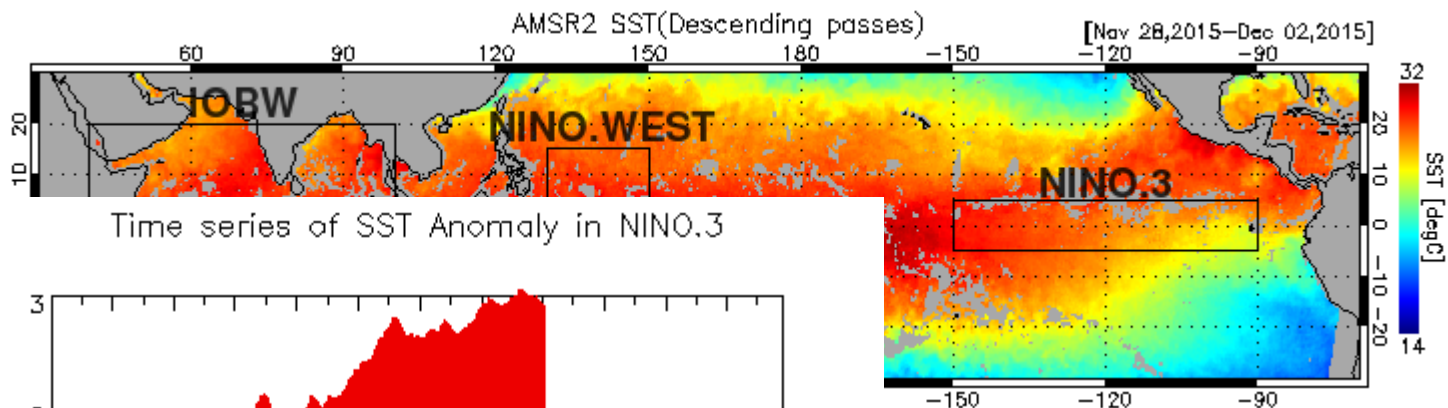 AMSR2 SST(Descending passes)
[Nov 28,2015-Dec 02,2015]
60 90 120 150 180 -150 -120 -90
32
IOBW
20
NINO.WEST
20
10
NINO.3
10
SST [degC]
Time series of SST Anomaly in NINO.3
0
-10
3
-20
14
-150 -120 -90